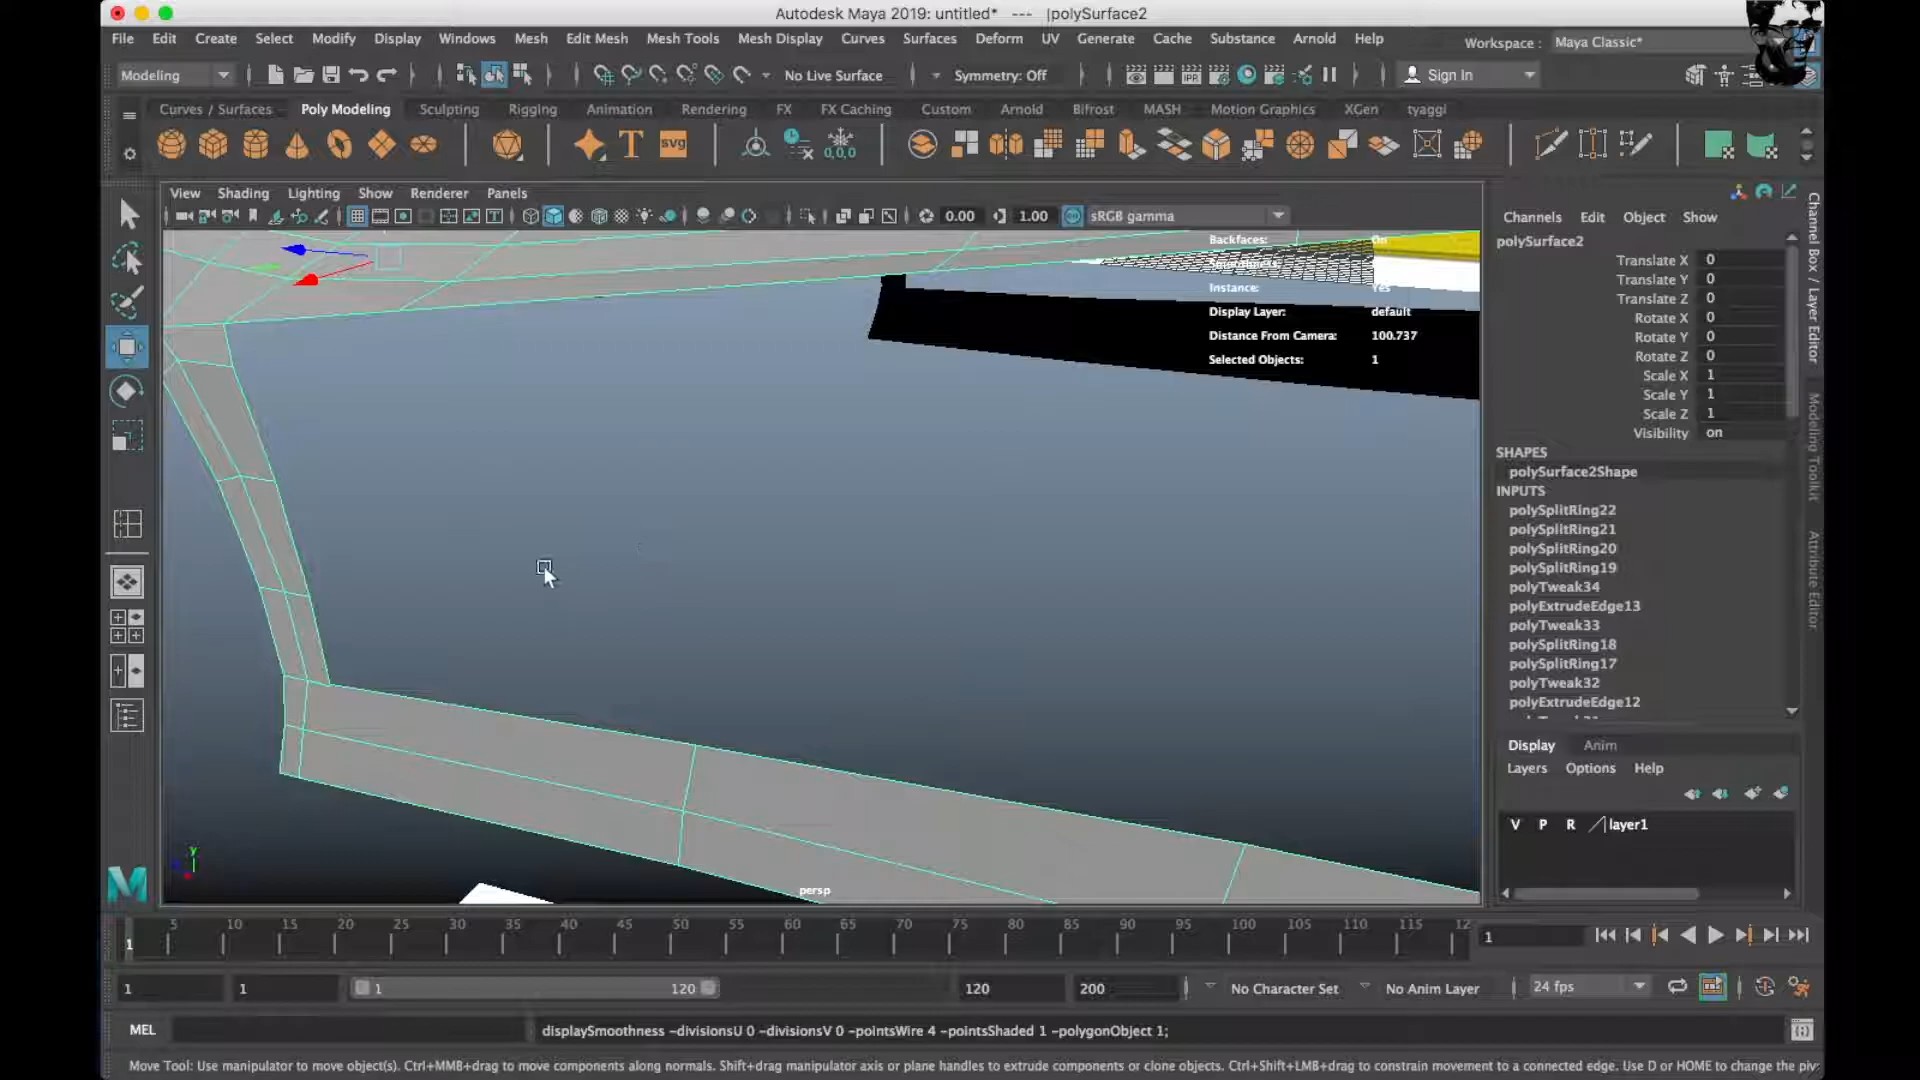 Autodesk Maya 2019: untitled* --- |polySurface2
File Edit Create Select Modify Display Windows Mesh Edit Mesh Mesh Tools Mesh Display Curves Surfaces Deform UV Generate Cache Substance Arnold Help Workspace : Maya Classic*
Modeling No Live Surface Symmetry: Off Sign In
Curves / Surfaces Poly Modeling Sculpting Rigging Animation Rendering FX FX Caching Custom Arnold Bifrost MASH Motion Graphics XGen tyaggi
T SVG 0,0,0
View Shading Lighting Show Renderer Panels
0.00 1.00 sRGB gamma
Channels Edit Object Show
polySurface2
Translate X 0
Translate Y 0
Translate Z 0
Rotate X 0
Rotate Y 0
Rotate Z 0
Scale X 1
Scale Y 1
Scale Z 1
Visibility on
SHAPES
polySurface2Shape
INPUTS
polySplitRing22
polySplitRing21
polySplitRing20
polySplitRing19
polyTweak34
polyExtrudeEdge13
polyTweak33
polySplitRing18
polySplitRing17
polyTweak32
polyExtrudeEdge12
Channel Box / Layer Editor
Modeling Toolkit
Attribute Editor
Backfaces: On
Instance: Yes
Display Layer: default
Distance From Camera: 100.737
Selected Objects: 1
y
persp
Display Anim
Layers Options Help
V P R layer1
5 10 15 20 25 30 35 40 45 50 55 60 65 70 75 80 85 90 95 100 105 110 115 12
1 1
1 1 1 120 120 200 No Character Set No Anim Layer 24 fps
MEL displaySmoothness -divisionsU 0 -divisionsV 0 -pointsWire 4 -pointsShaded 1 -polygonObject 1;
Move Tool: Use manipulator to move object(s). Ctrl+MMB+drag to move components along normals. Shift+drag manipulator axis or plane handles to extrude components or clone objects. Ctrl+Shift+LMB+drag to constrain movement to a connected edge. Use D or HOME to change the piv